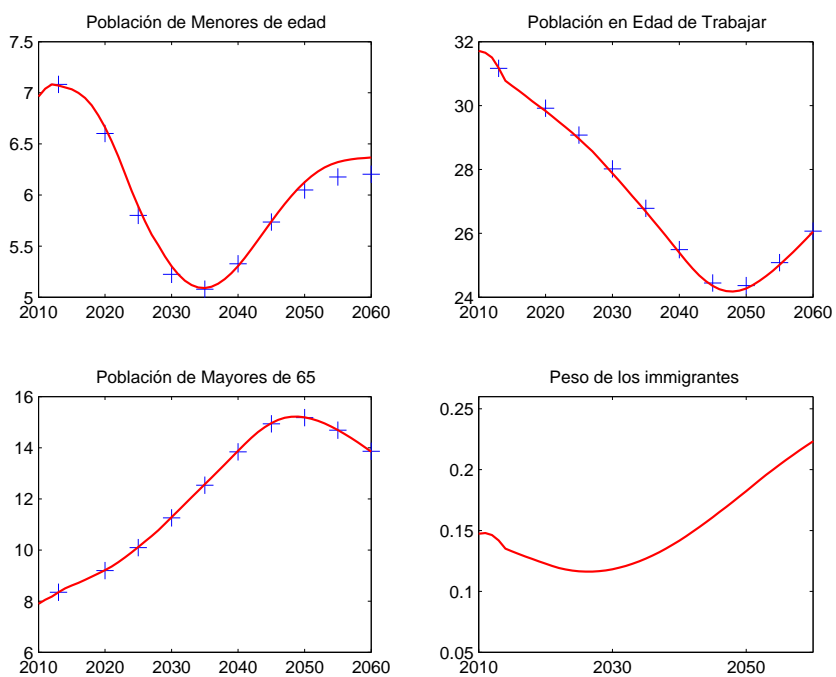 Población de Menores de edad
7.5
7
6.5
6
5.5
5
2010 2020 2030 2040 2050 2060
Población en Edad de Trabajar
32
30
28
26
24
2010 2020 2030 2040 2050 2060
Población de Mayores de 65
16
14
12
10
8
6
2010 2020 2030 2040 2050 2060
Peso de los immigrantes
0.25
0.2
0.15
0.1
0.05
2010 2030 2050